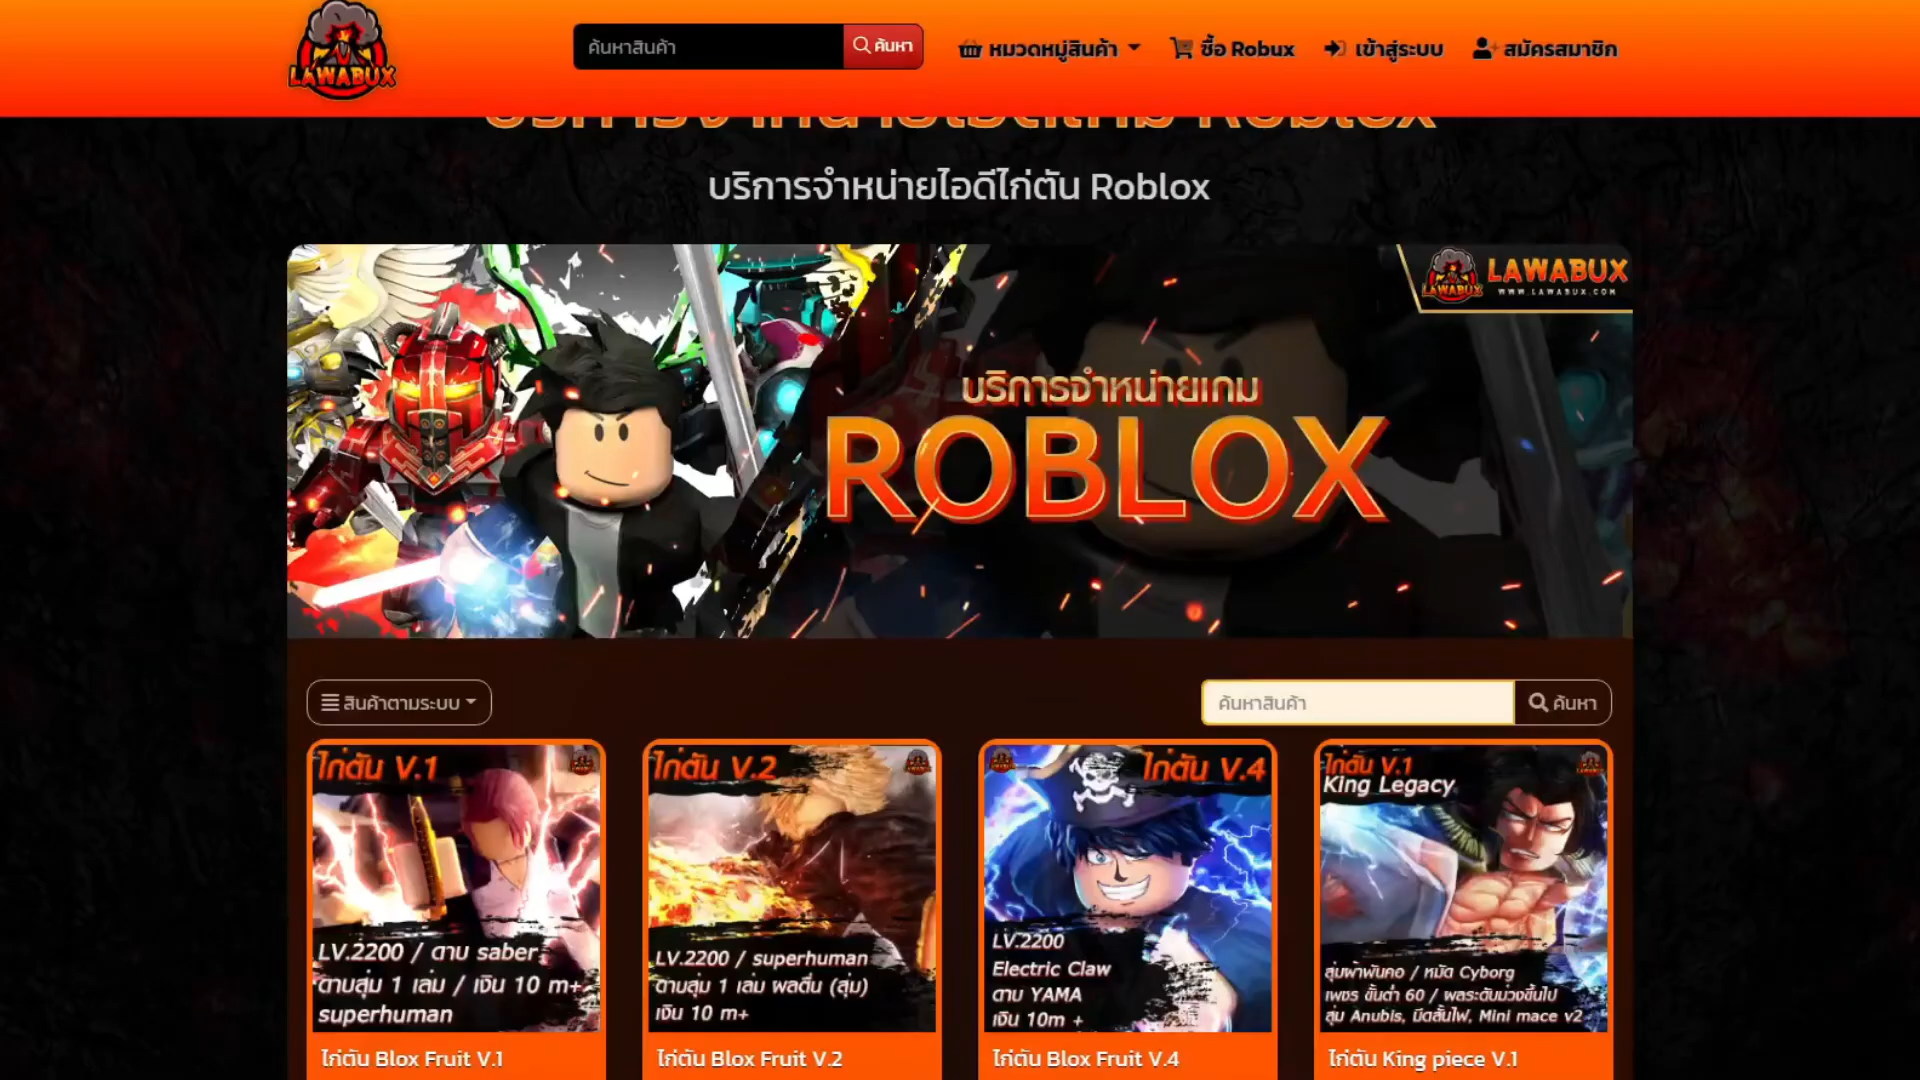 LAWABUX
ค้นหาสินค้า
ค้นหา
หมวดหมู่สินค้า
ซื้อ Robux
เข้าสู่ระบบ
สมัครสมาชิก
บริการจำหน่ายไอดีไก่ตัน Roblox
LAWABUX
LAWABUX
WWW.LAWABUX.COM
บริการจำหน่ายเกม
ROBLOX
สินค้าตามระบบ
ค้นหาสินค้า
ค้นหา
ไก่ตัน V.1
LV.2200 / ดาบ saber
ดาบสุ่ม 1 เล่ม / เงิน 10 m+
superhuman
ไก่ตัน Blox Fruit V.1
ไก่ตัน V.2
LV.2200 / superhuman
ดาบสุ่ม 1 เล่ม พลตื่น (สุ่ม)
เงิน 10 m+
ไก่ตัน Blox Fruit V.2
ไก่ตัน V.4
LV.2200
Electric Claw
ดาบ YAMA
เงิน 10m +
ไก่ตัน Blox Fruit V.4
ไก่ตัน V.1
King Legacy
สุ่มผ้าพันคอ / หมัด Cyborg
เพชร ขั้นต่ำ 60 / ผลระดับม่วงขึ้นไป
สุ่ม Anubis, มีดสั้นไฟ, Mini mace v2
ไก่ตัน King piece V.1